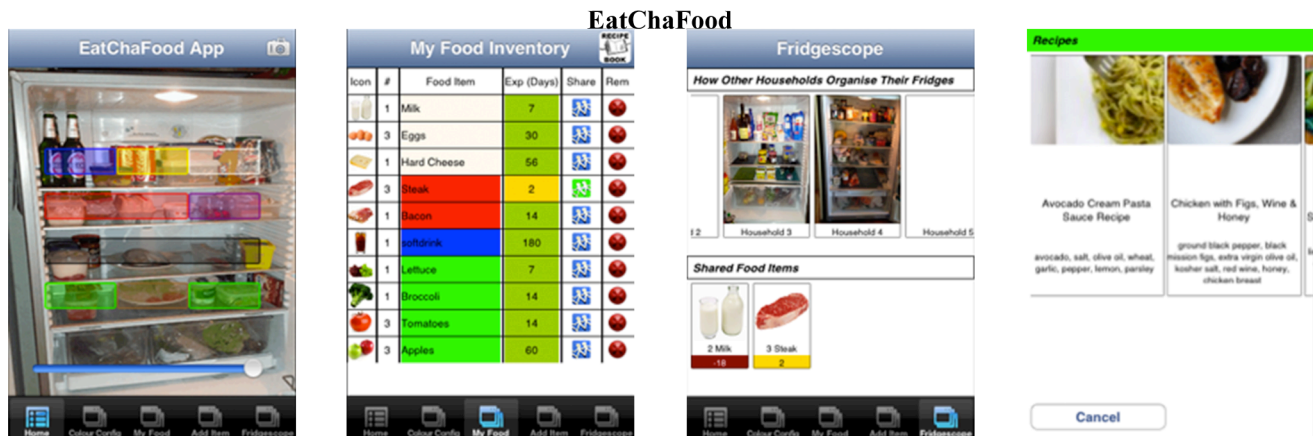 EatChaFood
EatChaFood App
Home Colour Config My Food Add Item Fridgescope
My Food Inventory
RECIPE
BOOK
Icon # Food Item Exp (Days) Share Rem
1 Milk 7
3 Eggs 30
1 Hard Cheese 56
3 Steak 2
1 Bacon 14
1 softdrink 180
1 Lettuce 7
1 Broccoli 14
3 Tomatoes 14
3 Apples 60
Home Colour Config My Food Add Item Fridgescope
Fridgescope
How Other Households Organise Their Fridges
d 2 Household 3 Household 4 Household 5
Shared Food Items
2 Milk 3 Steak
-18 2
Home Colour Config My Food Add Item Fridgescope
Recipes
Avocado Cream Pasta
Sauce Recipe
avocado, salt, olive oil, wheat,
garlic, pepper, lemon, parsley
Chicken with Figs, Wine &
Honey
ground black pepper, black
mission figs, extra virgin olive oil,
kosher salt, red wine, honey,
chicken breast
Cancel